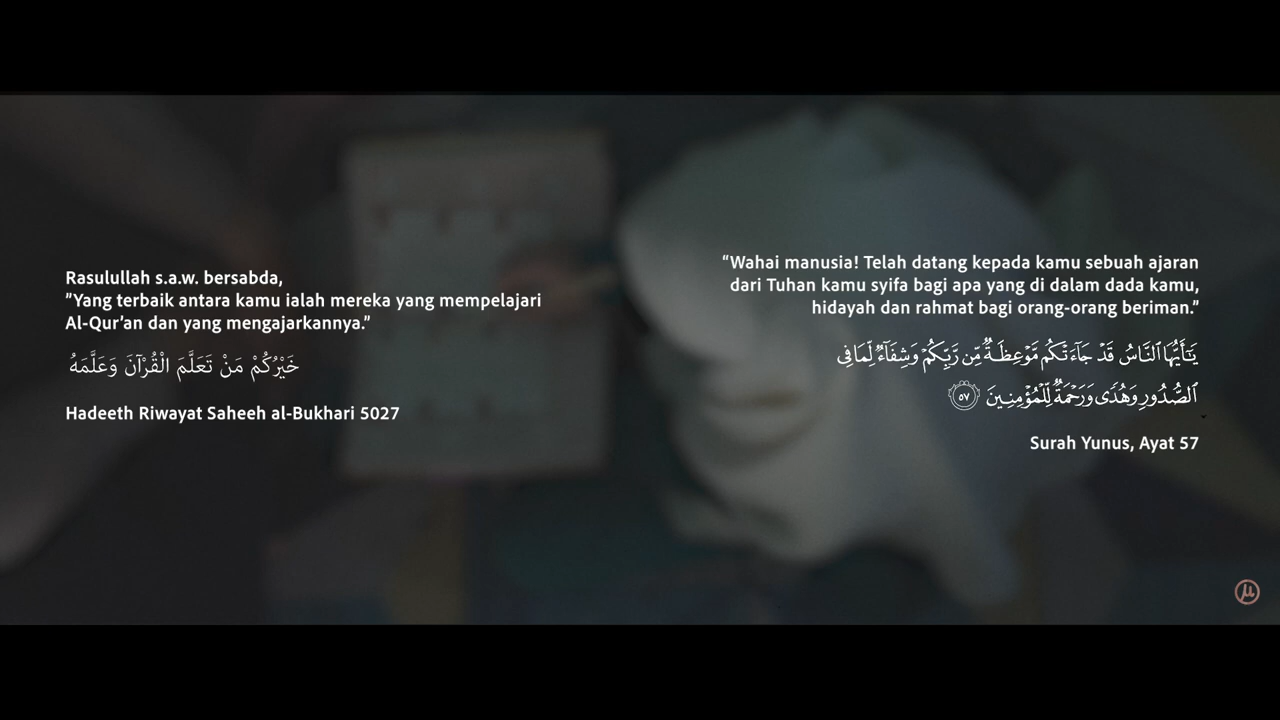 Rasulullah s.a.w. bersabda,
”Yang terbaik antara kamu ialah mereka yang mempelajari
Al-Qur’an dan yang mengajarkannya.”
خَيْرُكُمْ مَنْ تَعَلَّمَ الْقُرْآنَ وَعَلَّمَهُ
Hadeeth Riwayat Saheeh al-Bukhari 5027
“Wahai manusia! Telah datang kepada kamu sebuah ajaran
dari Tuhan kamu syifa bagi apa yang di dalam dada kamu,
hidayah dan rahmat bagi orang-orang beriman.”
يَـٰٓأَيُّهَا ٱلنَّاسُ قَدْ جَآءَتْكُم مَّوْعِظَةٌ مِّن رَّبِّكُمْ وَشِفَآءٌ لِّمَا فِى
ٱلصُّدُورِ وَهُدًى وَرَحْمَةٌ لِّلْمُؤْمِنِينَ ٥٧
Surah Yunus, Ayat 57
µ